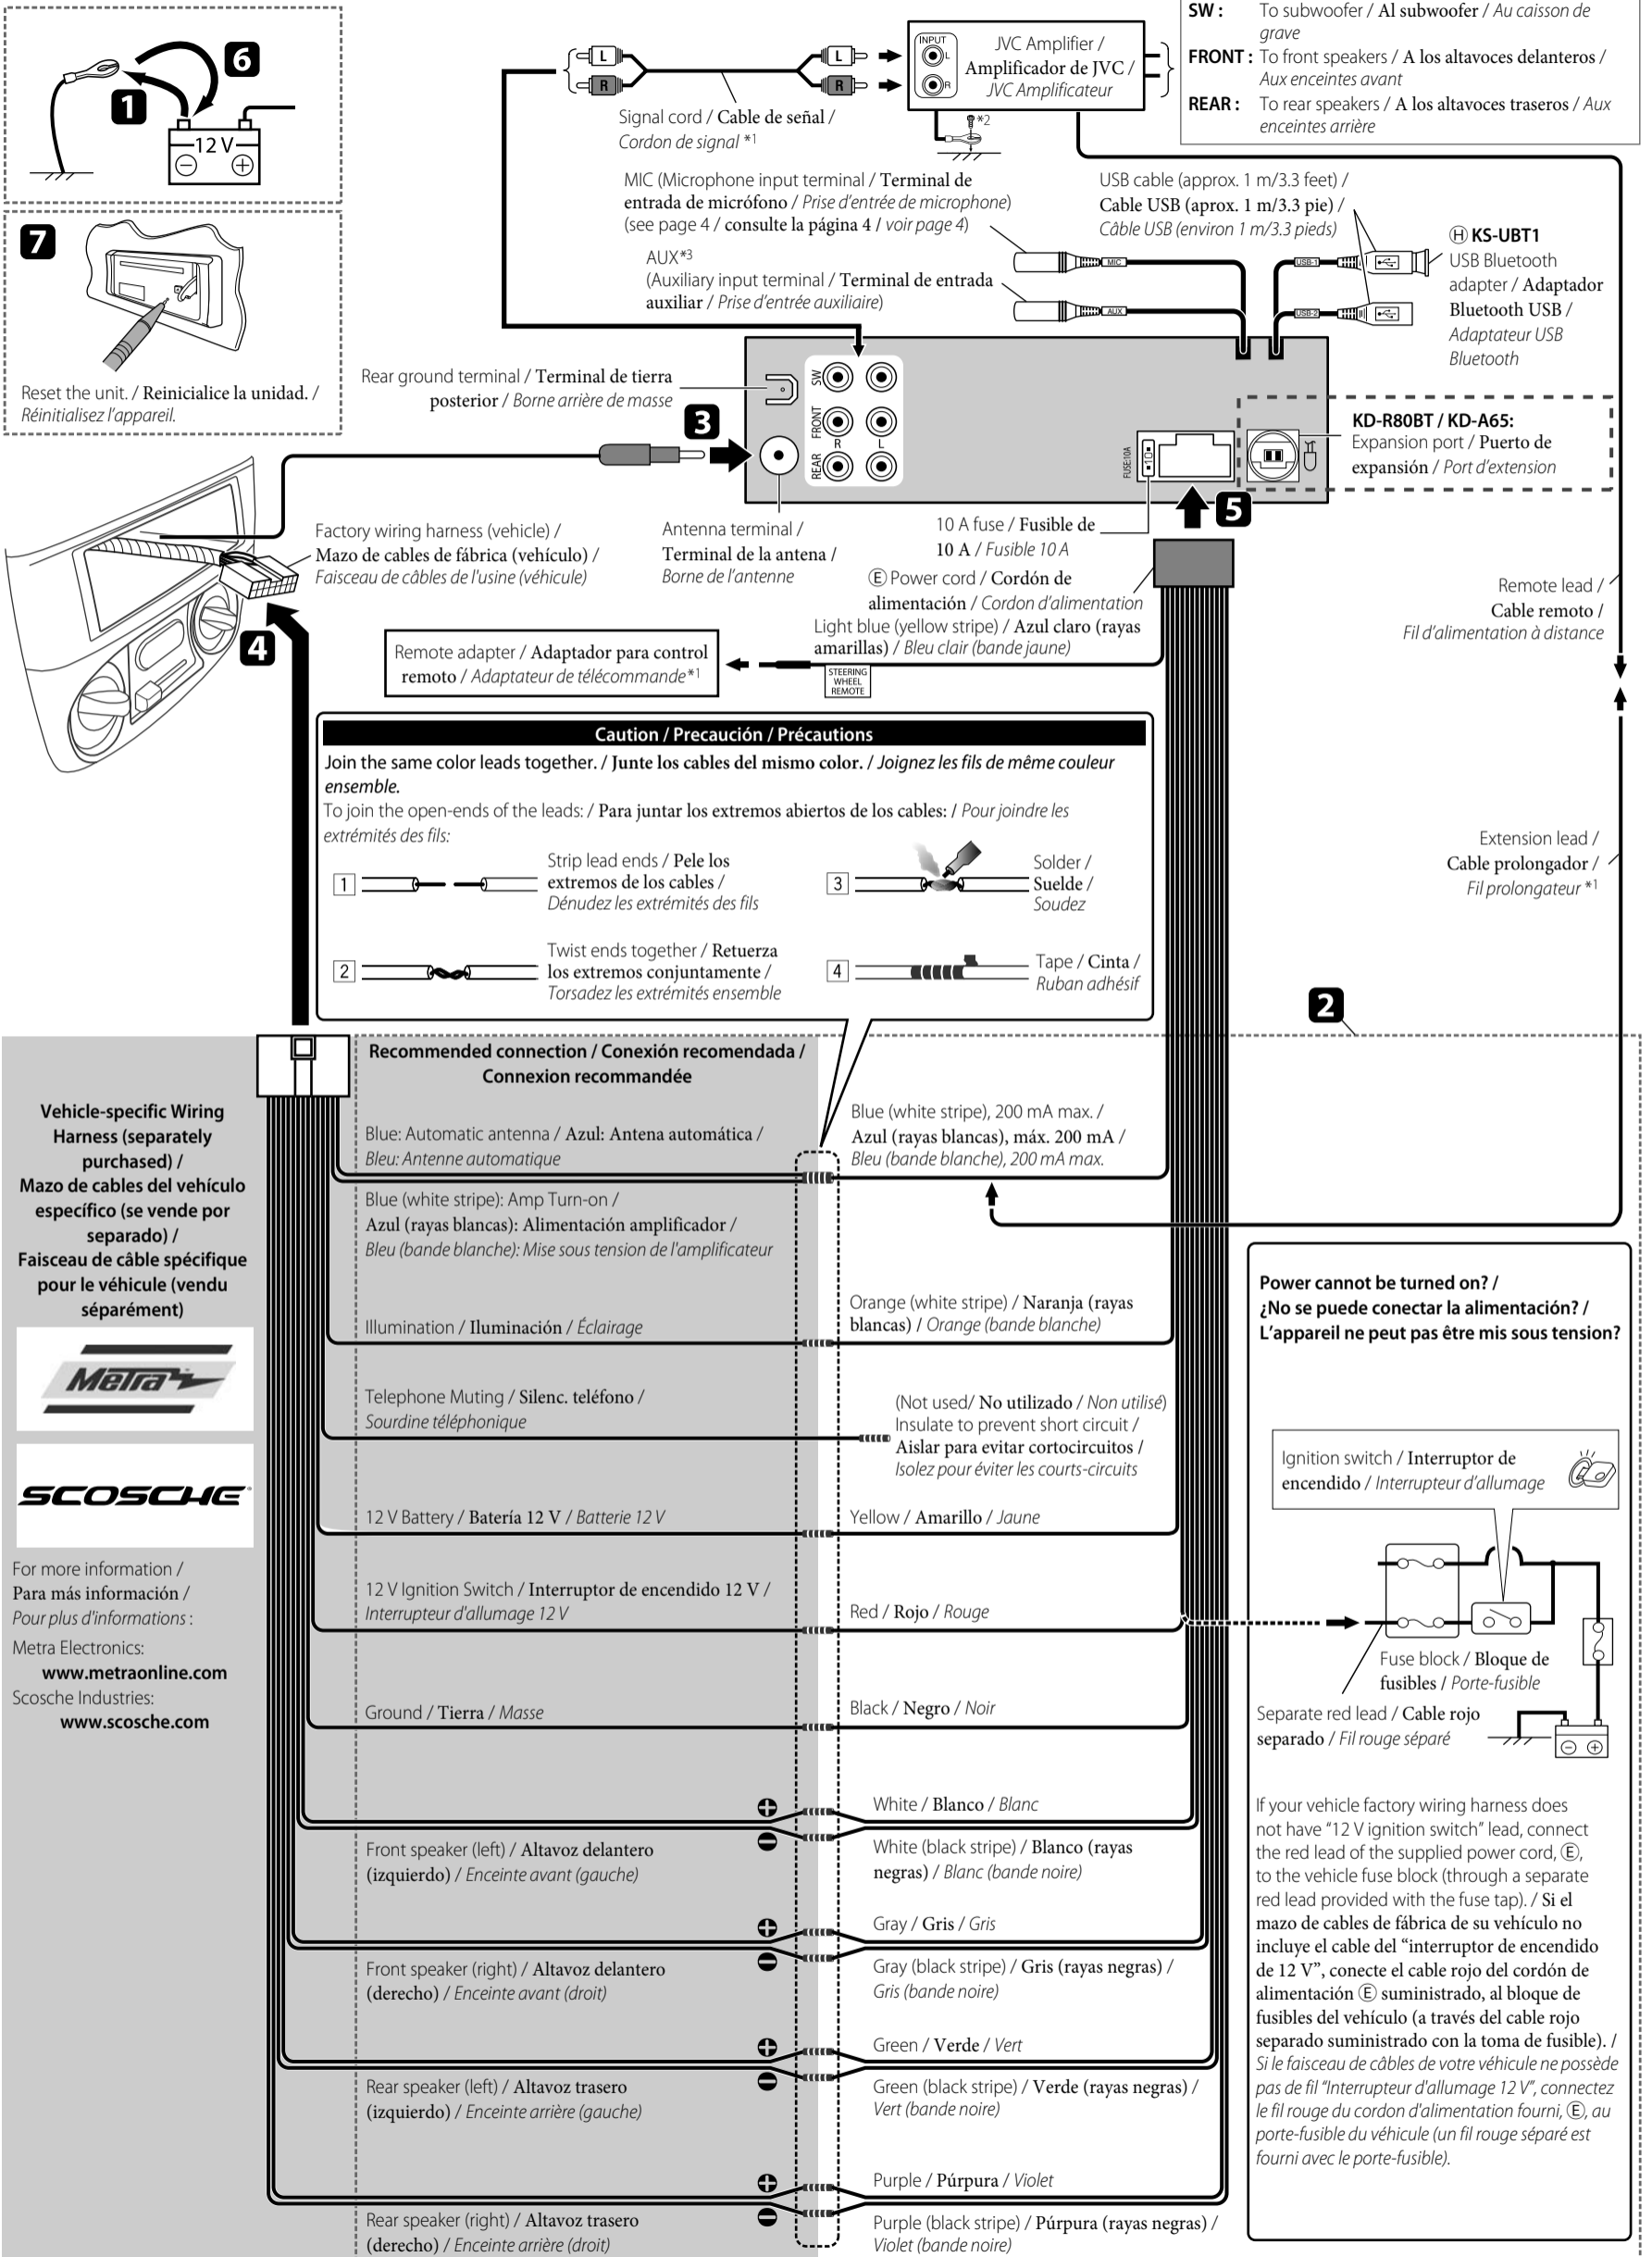 6
1
12 V
7
Reset the unit. / Reinicialice la unidad. /
Réinitialisez l'appareil.
L
R
L
R
INPUT
L
R
JVC Amplifier /
Amplificador de JVC /
JVC Amplificateur
*2
Signal cord / Cable de señal /
Cordon de signal *1
SW : To subwoofer / Al subwoofer / Au caisson de
grave
FRONT : To front speakers / A los altavoces delanteros /
Aux enceintes avant
REAR : To rear speakers / A los altavoces traseros / Aux
enceintes arrière
MIC (Microphone input terminal / Terminal de
entrada de micrófono / Prise d'entrée de microphone)
(see page 4 / consulte la página 4 / voir page 4)
AUX*3
(Auxiliary input terminal / Terminal de entrada
auxiliar / Prise d'entrée auxiliaire)
USB cable (approx. 1 m/3.3 feet) /
Cable USB (aprox. 1 m/3.3 pie) /
Câble USB (environ 1 m/3.3 pieds)
MIC
AUX
USB-1
USB-2
Ⓗ KS-UBT1
USB Bluetooth
adapter / Adaptador
Bluetooth USB /
Adaptateur USB
Bluetooth
Rear ground terminal / Terminal de tierra
posterior / Borne arrière de masse
3
SW
FRONT
R
L
REAR
FUSE:10A
10
KD-R80BT / KD-A65:
Expansion port / Puerto de
expansión / Port d'extension
5
Factory wiring harness (vehicle) /
Mazo de cables de fábrica (vehículo) /
Faisceau de câbles de l'usine (véhicule)
Antenna terminal /
Terminal de la antena /
Borne de l'antenne
10 A fuse / Fusible de
10 A / Fusible 10 A
Ⓔ Power cord / Cordón de
alimentación / Cordon d'alimentation
Light blue (yellow stripe) / Azul claro (rayas
amarillas) / Bleu clair (bande jaune)
STEERING
WHEEL
REMOTE
4
Remote adapter / Adaptador para control
remoto / Adaptateur de télécommande*1
Remote lead /
Cable remoto /
Fil d'alimentation à distance
Caution / Precaución / Précautions
Join the same color leads together. / Junte los cables del mismo color. / Joignez les fils de même couleur
ensemble.
To join the open-ends of the leads: / Para juntar los extremos abiertos de los cables: / Pour joindre les
extrémités des fils:
1
Strip lead ends / Pele los
extremos de los cables /
Dénudez les extrémités des fils
2
Twist ends together / Retuerza
los extremos conjuntamente /
Torsadez les extrémités ensemble
3
Solder /
Suelde /
Soudez
4
Tape / Cinta /
Ruban adhésif
Extension lead /
Cable prolongador /
Fil prolongateur *1
2
Vehicle-specific Wiring
Harness (separately
purchased) /
Mazo de cables del vehículo
específico (se vende por
separado) /
Faisceau de câble spécifique
pour le véhicule (vendu
séparément)
Metra
SCOSCHE
For more information /
Para más información /
Pour plus d'informations :
Metra Electronics:
www.metraonline.com
Scosche Industries:
www.scosche.com
Recommended connection / Conexión recomendada /
Connexion recommandée
Blue: Automatic antenna / Azul: Antena automática /
Bleu: Antenne automatique
Blue (white stripe): Amp Turn-on /
Azul (rayas blancas): Alimentación amplificador /
Bleu (bande blanche): Mise sous tension de l'amplificateur
Blue (white stripe), 200 mA max. /
Azul (rayas blancas), máx. 200 mA /
Bleu (bande blanche), 200 mA max.
Illumination / Iluminación / Éclairage
Orange (white stripe) / Naranja (rayas
blancas) / Orange (bande blanche)
Telephone Muting / Silenc. teléfono /
Sourdine téléphonique
(Not used/ No utilizado / Non utilisé)
Insulate to prevent short circuit /
Aislar para evitar cortocircuitos /
Isolez pour éviter les courts-circuits
12 V Battery / Batería 12 V / Batterie 12 V
Yellow / Amarillo / Jaune
12 V Ignition Switch / Interruptor de encendido 12 V /
Interrupteur d'allumage 12 V
Red / Rojo / Rouge
Ground / Tierra / Masse
Black / Negro / Noir
Front speaker (left) / Altavoz delantero
(izquierdo) / Enceinte avant (gauche)
White / Blanco / Blanc
White (black stripe) / Blanco (rayas
negras) / Blanc (bande noire)
Front speaker (right) / Altavoz delantero
(derecho) / Enceinte avant (droit)
Gray / Gris / Gris
Gray (black stripe) / Gris (rayas negras) /
Gris (bande noire)
Rear speaker (left) / Altavoz trasero
(izquierdo) / Enceinte arrière (gauche)
Green / Verde / Vert
Green (black stripe) / Verde (rayas negras) /
Vert (bande noire)
Rear speaker (right) / Altavoz trasero
(derecho) / Enceinte arrière (droit)
Purple / Púrpura / Violet
Purple (black stripe) / Púrpura (rayas negras) /
Violet (bande noire)
Power cannot be turned on? /
¿No se puede conectar la alimentación? /
L'appareil ne peut pas être mis sous tension?
Ignition switch / Interruptor de
encendido / Interrupteur d'allumage
Fuse block / Bloque de
fusibles / Porte-fusible
Separate red lead / Cable rojo
separado / Fil rouge séparé
If your vehicle factory wiring harness does
not have “12 V ignition switch” lead, connect
the red lead of the supplied power cord, Ⓔ,
to the vehicle fuse block (through a separate
red lead provided with the fuse tap). / Si el
mazo de cables de fábrica de su vehículo no
incluye el cable del “interruptor de encendido
de 12 V”, conecte el cable rojo del cordón de
alimentación Ⓔ suministrado, al bloque de
fusibles del vehículo (a través del cable rojo
separado suministrado con la toma de fusible). /
Si le faisceau de câbles de votre véhicule ne possède
pas de fil “Interrupteur d'allumage 12 V”, connectez
le fil rouge du cordon d'alimentation fourni, Ⓔ, au
porte-fusible du véhicule (un fil rouge séparé est
fourni avec le porte-fusible).